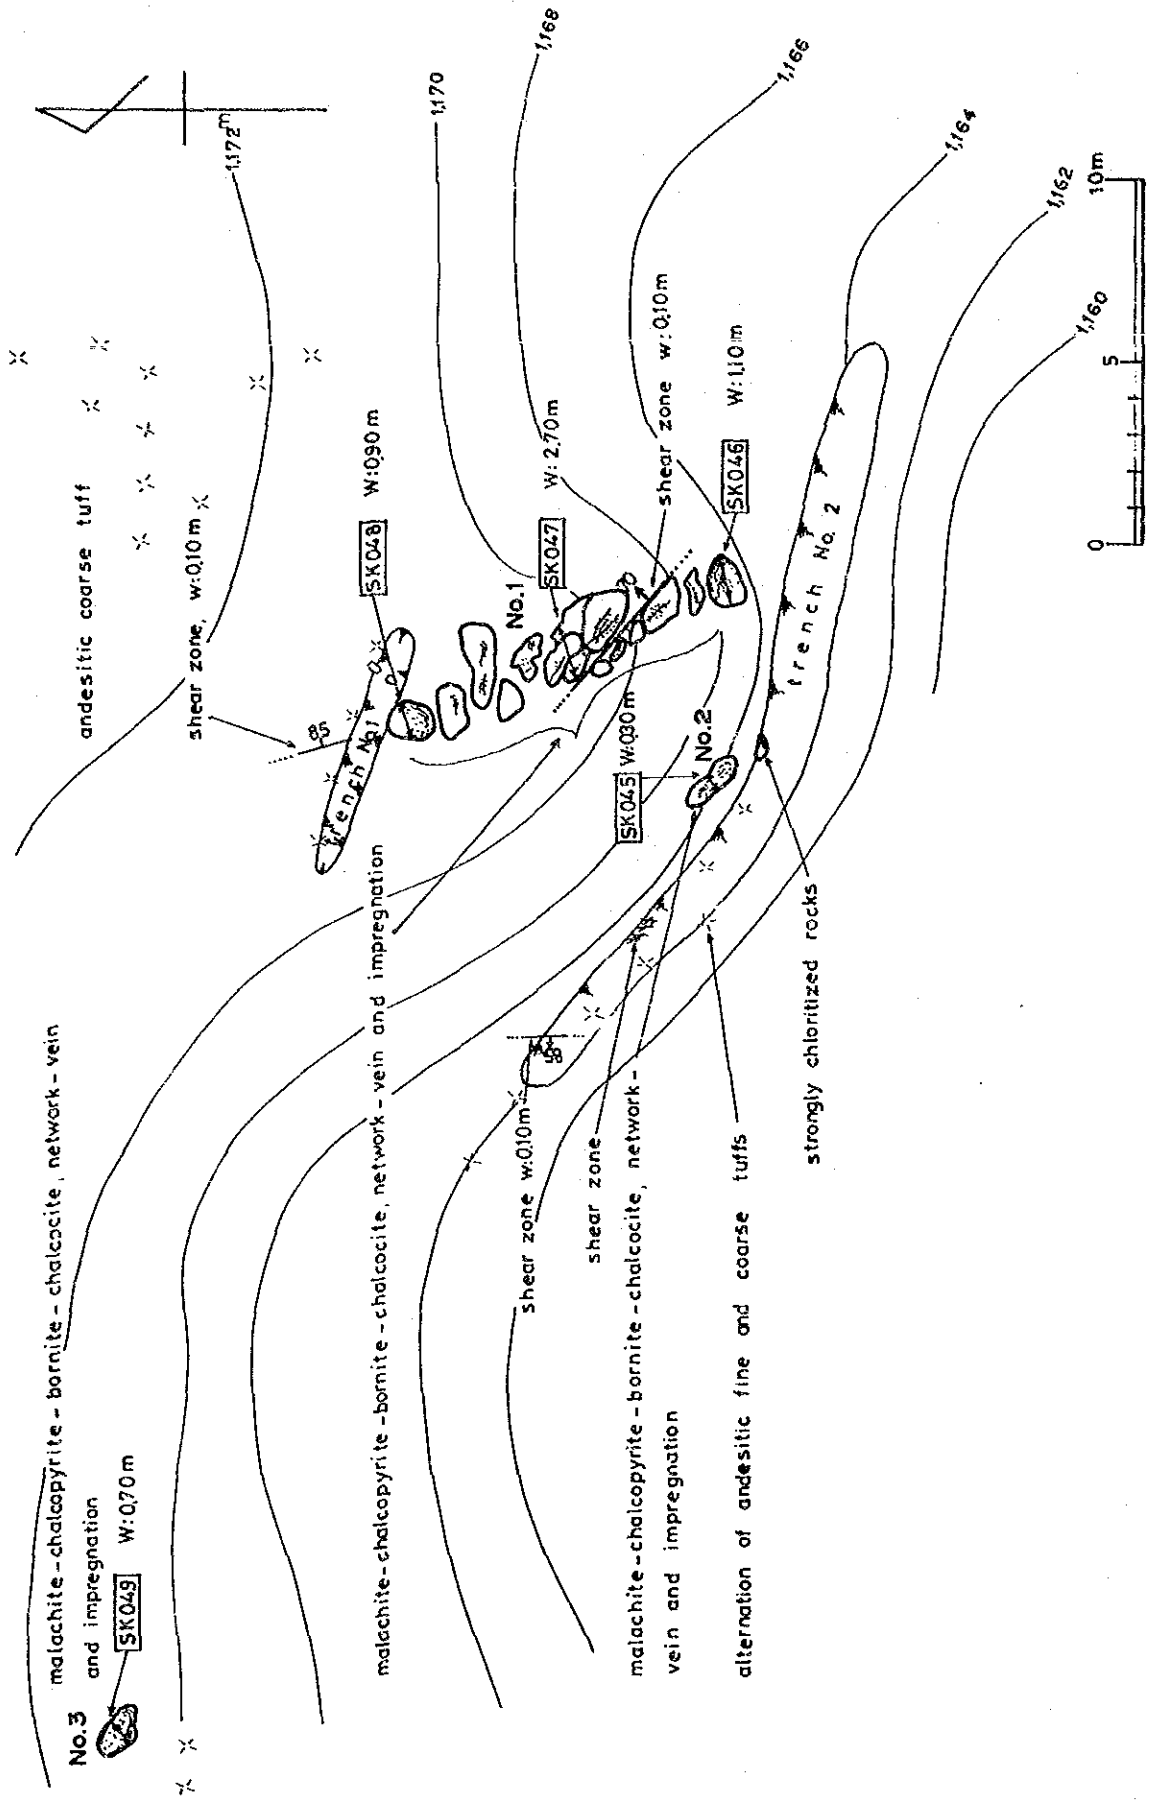 No.3
malachite-chalcopyrite-bornite-chalcocite, network-vein
and impregnation
SK049 W:0.70m
andesitic coarse tuff
shear zone, w:0.10m
85
trench No.1
SK048 W:0.90m
malachite-chalcopyrite-bornite-chalcocite, network-vein and impregnation
No.1
SK047 W:2.70m
70
shear zone w:0.10m
SK046 W:1.10m
SK045 W:0.30m
No.2
trench No. 2
shear zone w:0.10m
85
shear zone
malachite-chalcopyrite-bornite-chalcocite, network-
vein and impregnation
alternation of andesitic fine and coarse tuffs
strongly chloritized rocks
1,172m
1,170
1,168
1,166
1,164
1,162
1,160
0 5 10m